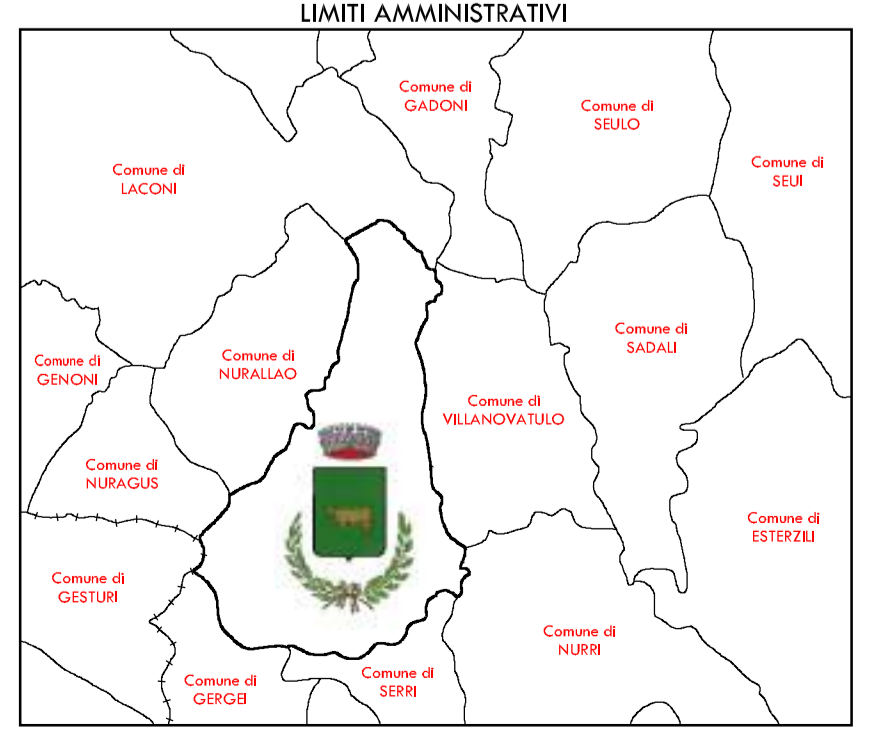 LIMITI AMMINISTRATIVI
Comune di
GADONI
Comune di
SEULO
Comune di
SEUI
Comune di
LACONI
Comune di
SADALI
Comune di
GENONI
Comune di
NURALLAO
Comune di
VILLANOVATULO
Comune di
NURAGUS
Comune di
ESTERZILI
Comune di
GESTURI
Comune di
NURRI
Comune di
SERRI
Comune di
GERGEI